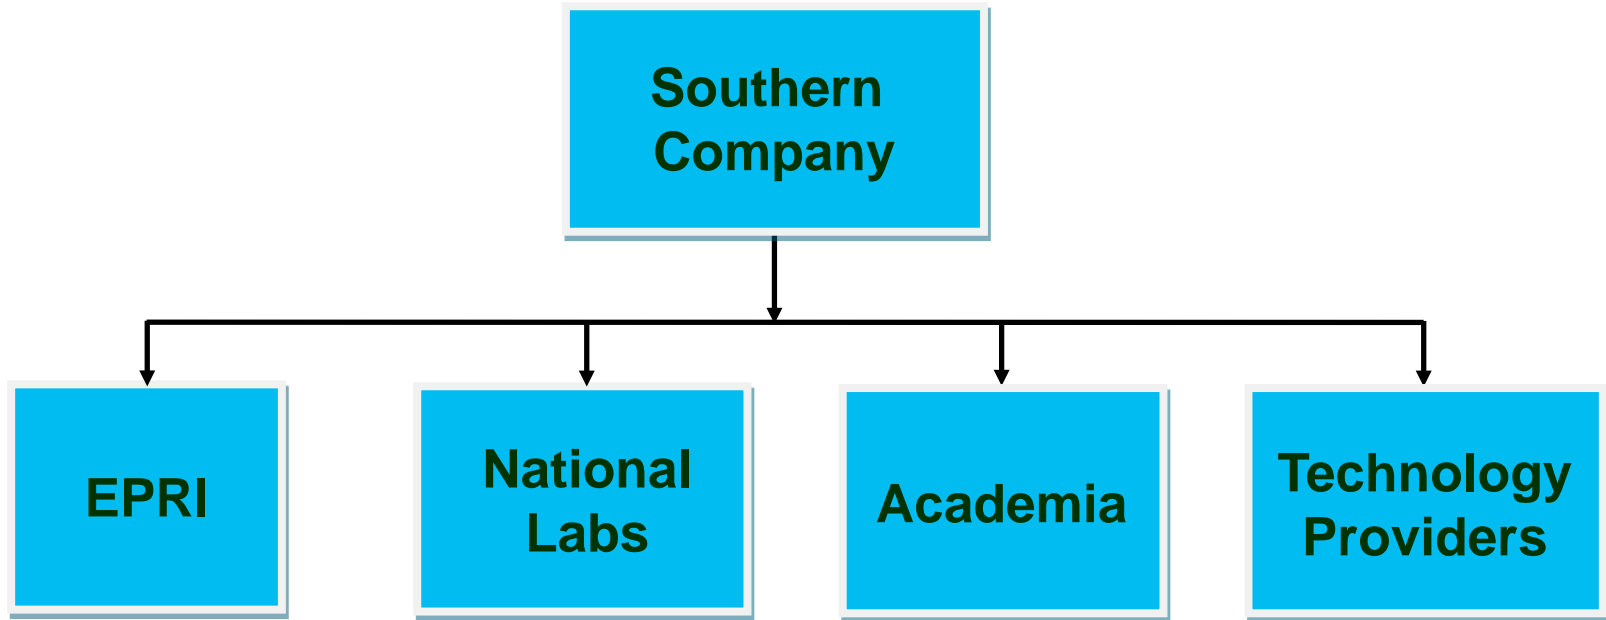 Southern
Company
EPRI
National
Labs
Academia
Technology
Providers